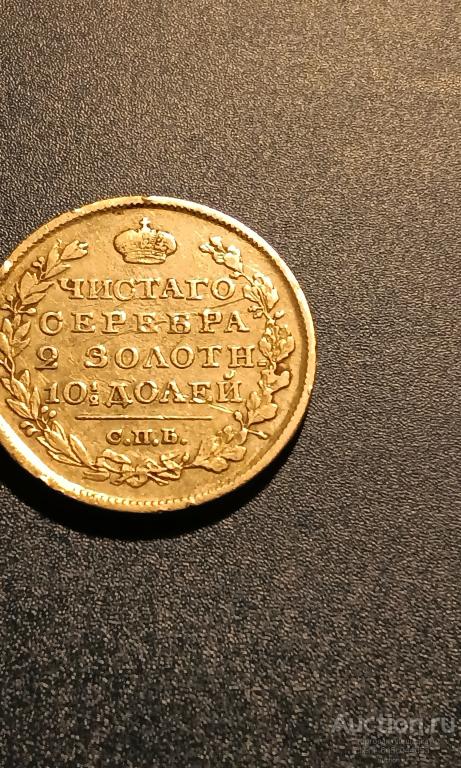 ЧИСТАГО
СЕРЕБРА
2 ЗОЛОТН.
10½ ДОЛЕЙ
С.П.Б.
Auction.ru